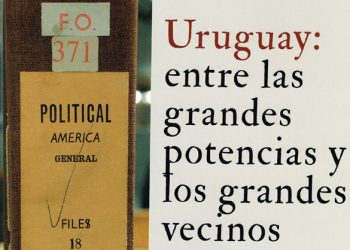 F.O.
371
POLITICAL
AMERICA
GENERAL
FILES
18
Uruguay:
entre las
grandes
potencias y
los grandes
vecinos